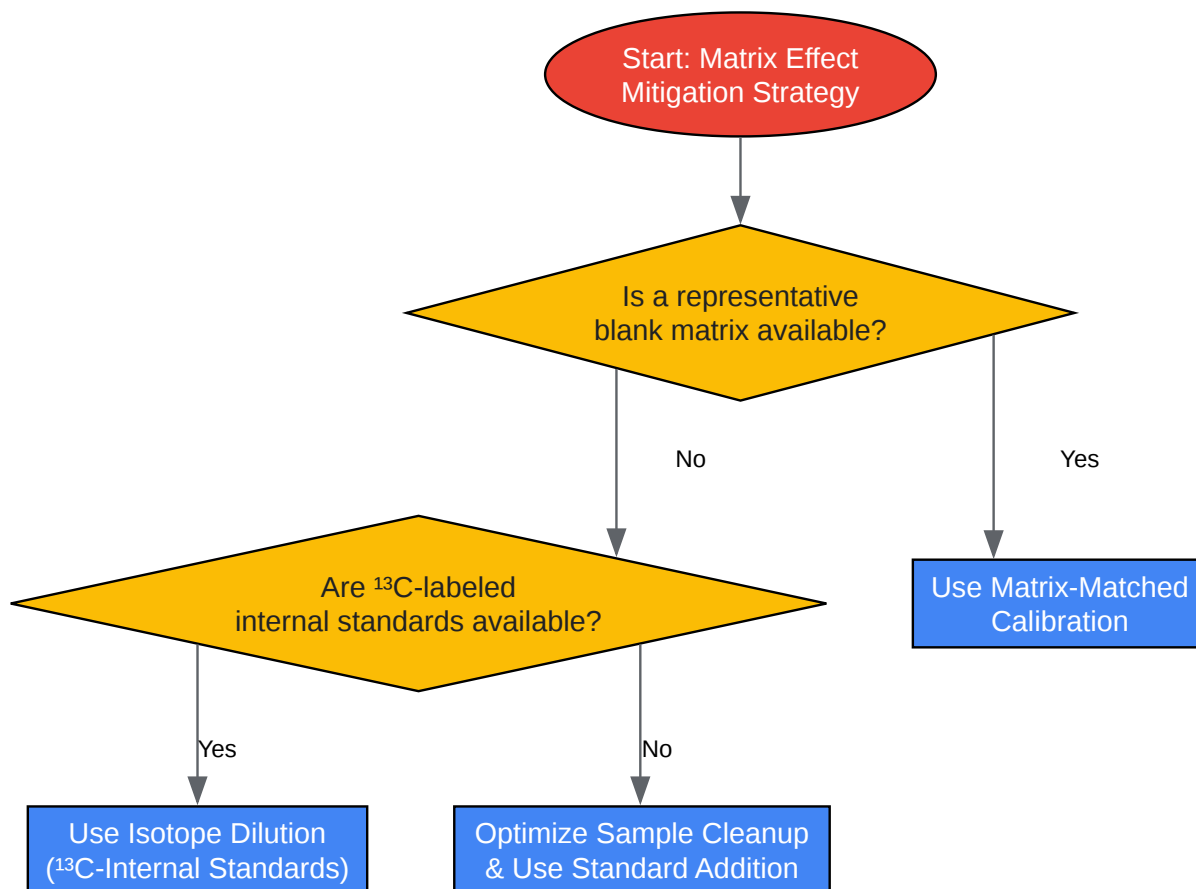 Start: Matrix Effect
Mitigation Strategy
Is a representative
blank matrix available?
No
Yes
Are ¹³C-labeled
internal standards available?
Use Matrix-Matched
Calibration
Yes
No
Use Isotope Dilution
(¹³C-Internal Standards)
Optimize Sample Cleanup
& Use Standard Addition